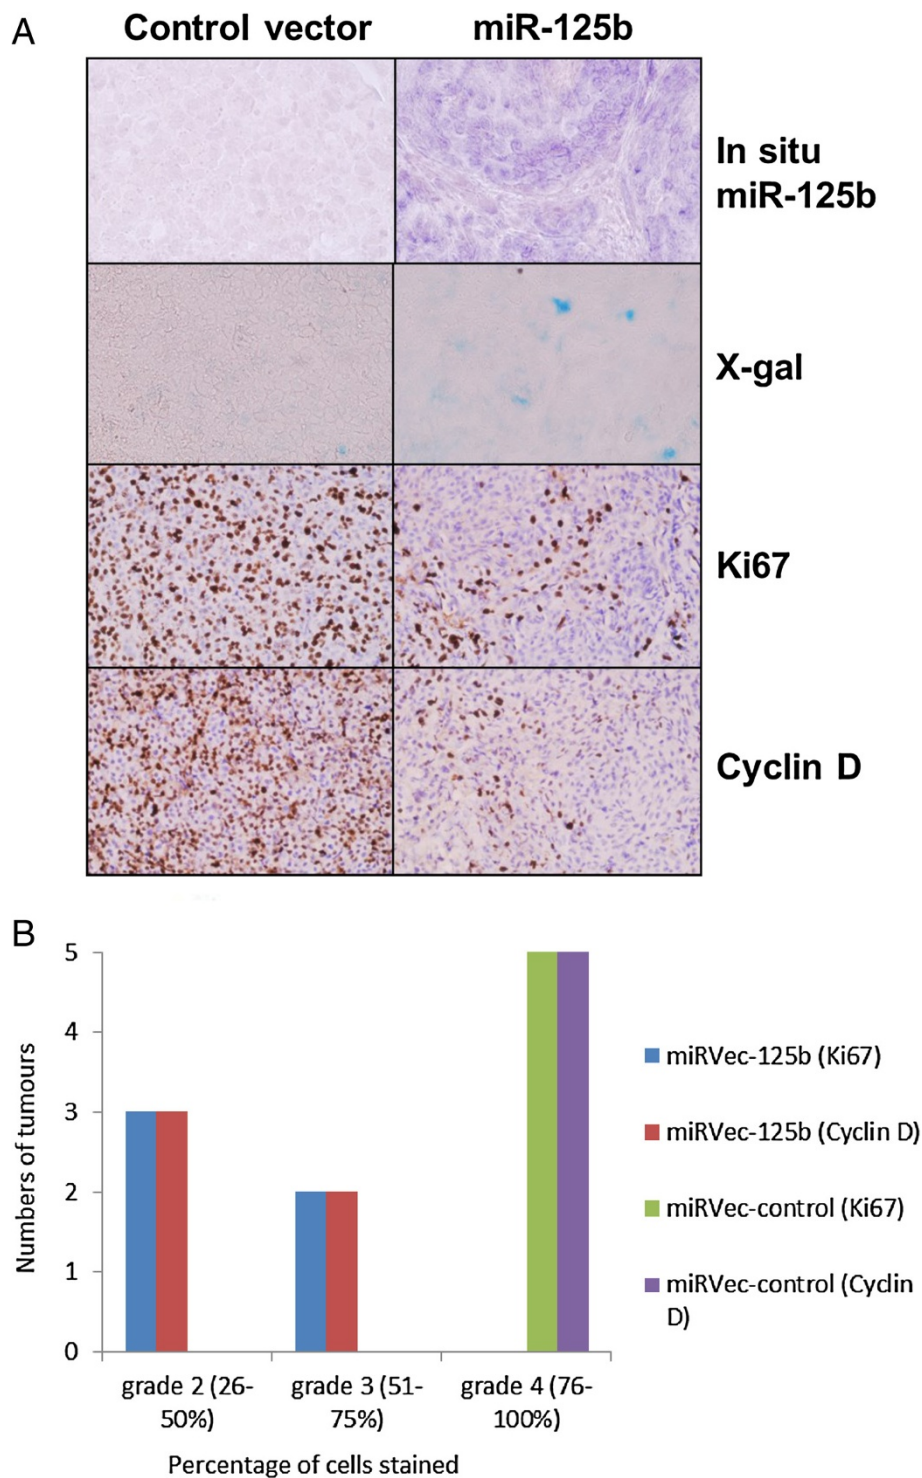 A
Control vector
miR-125b
In situ
miR-125b
X-gal
Ki67
Cyclin D
B
5
4
3
2
1
0
Numbers of tumours
grade 2 (26-
50%)
grade 3 (51-
75%)
grade 4 (76-
100%)
Percentage of cells stained
miRVec-125b (Ki67)
miRVec-125b (Cyclin D)
miRVec-control (Ki67)
miRVec-control (Cyclin
D)